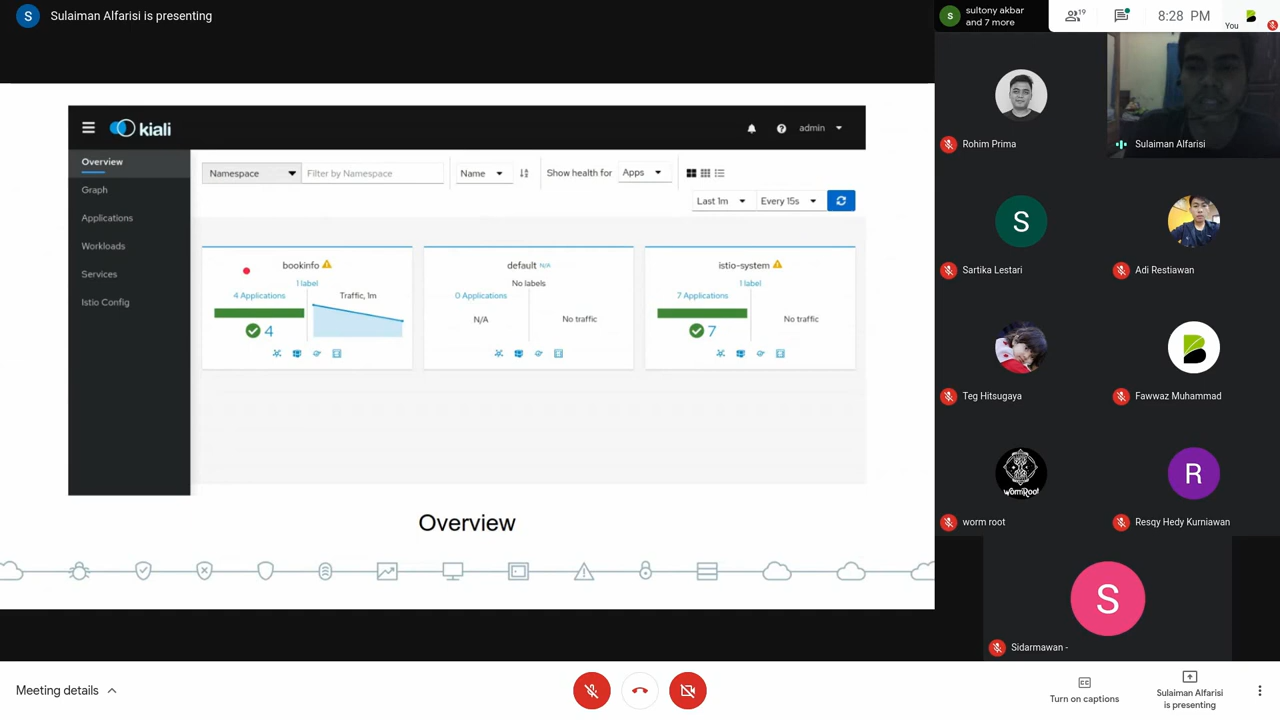 S
Sulaiman Alfarisi is presenting
S
sultony akbar
and 7 more
19
8:28 PM
You
kiali
admin
Overview
Graph
Applications
Workloads
Services
Istio Config
Namespace
Filter by Namespace
Name
Show health for
Apps
Last 1m
Every 15s
bookinfo
1 label
4 Applications
Traffic, 1m
4
default N/A
No labels
0 Applications
N/A
No traffic
istio-system
1 label
7 Applications
7
No traffic
Overview
Rohim Prima
Sulaiman Alfarisi
S
Sartika Lestari
Adi Restiawan
Teg Hitsugaya
Fawwaz Muhammad
wormRoot
worm root
R
Resqy Hedy Kurniawan
S
Sidarmawan -
Meeting details
CC
Turn on captions
Sulaiman Alfarisi
is presenting